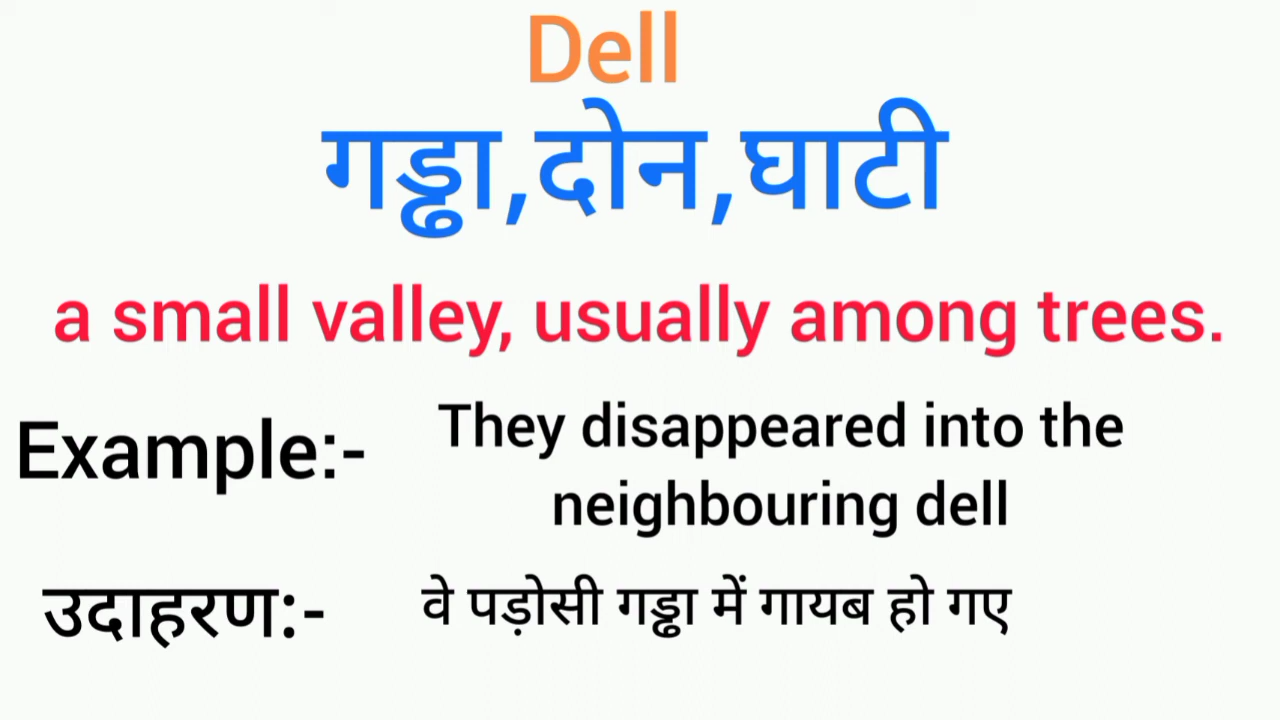 Dell
गड्ढा,दोन,घाटी
a small valley, usually among trees.
Example:- They disappeared into the
neighbouring dell
उदाहरण:- वे पड़ोसी गड्ढा में गायब हो गए